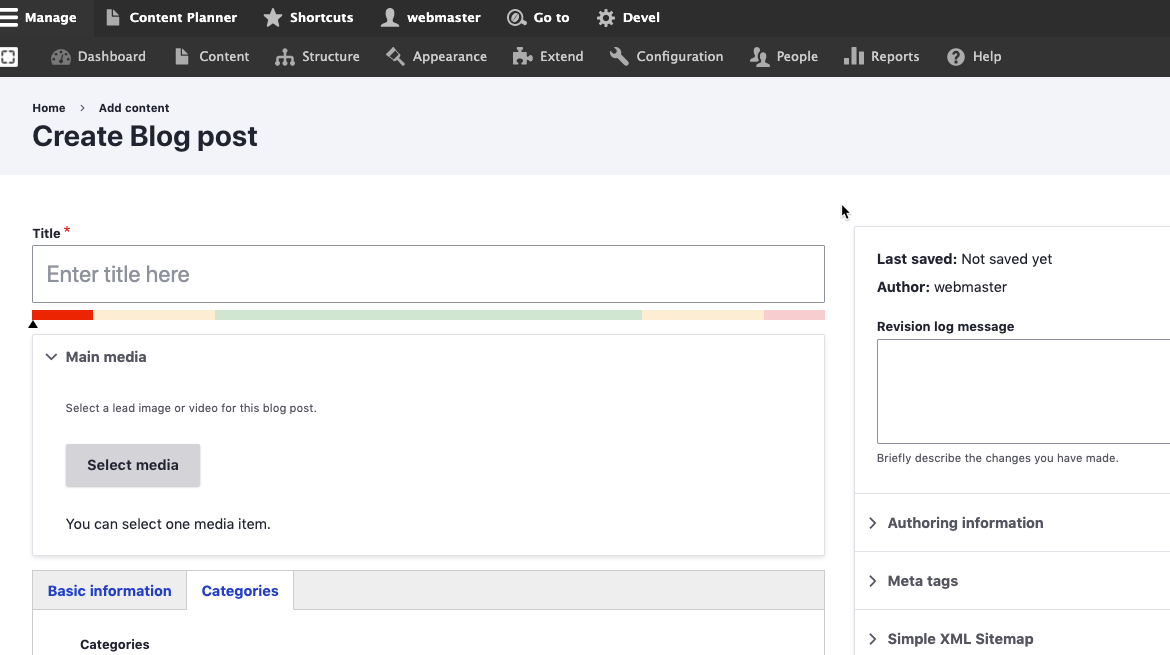 Manage Content Planner Shortcuts webmaster Go to Devel
Dashboard Content Structure Appearance Extend Configuration People Reports Help
Home > Add content
Create Blog post
Title *
Enter title here
Main media
Select a lead image or video for this blog post.
Select media
You can select one media item.
Basic information Categories
Categories
Last saved: Not saved yet
Author: webmaster
Revision log message
Briefly describe the changes you have made.
Authoring information
Meta tags
Simple XML Sitemap